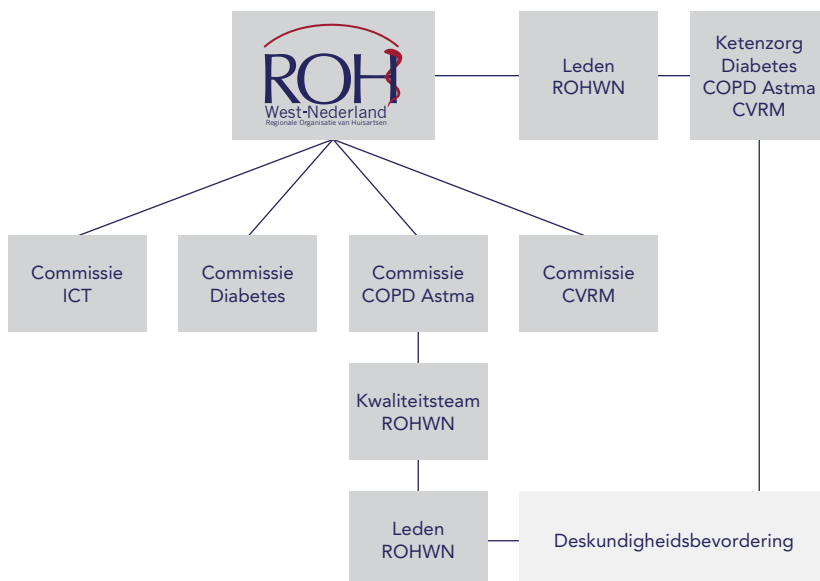 ROH
West-Nederland
Regionale Organisatie van Huisartsen
Leden
ROHWN
Ketenzorg
Diabetes
COPD Astma
CVRM
Commissie
ICT
Commissie
Diabetes
Commissie
COPD Astma
Commissie
CVRM
Kwaliteitsteam
ROHWN
Leden
ROHWN
Deskundigheidsbevordering